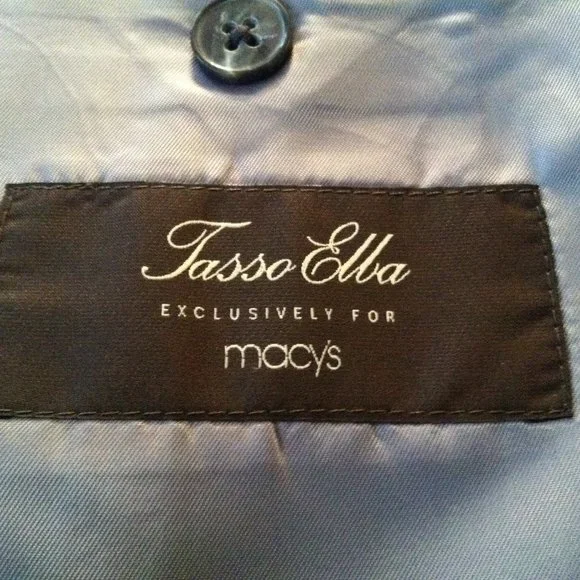 Tasso Elba
EXCLUSIVELY FOR
macy's